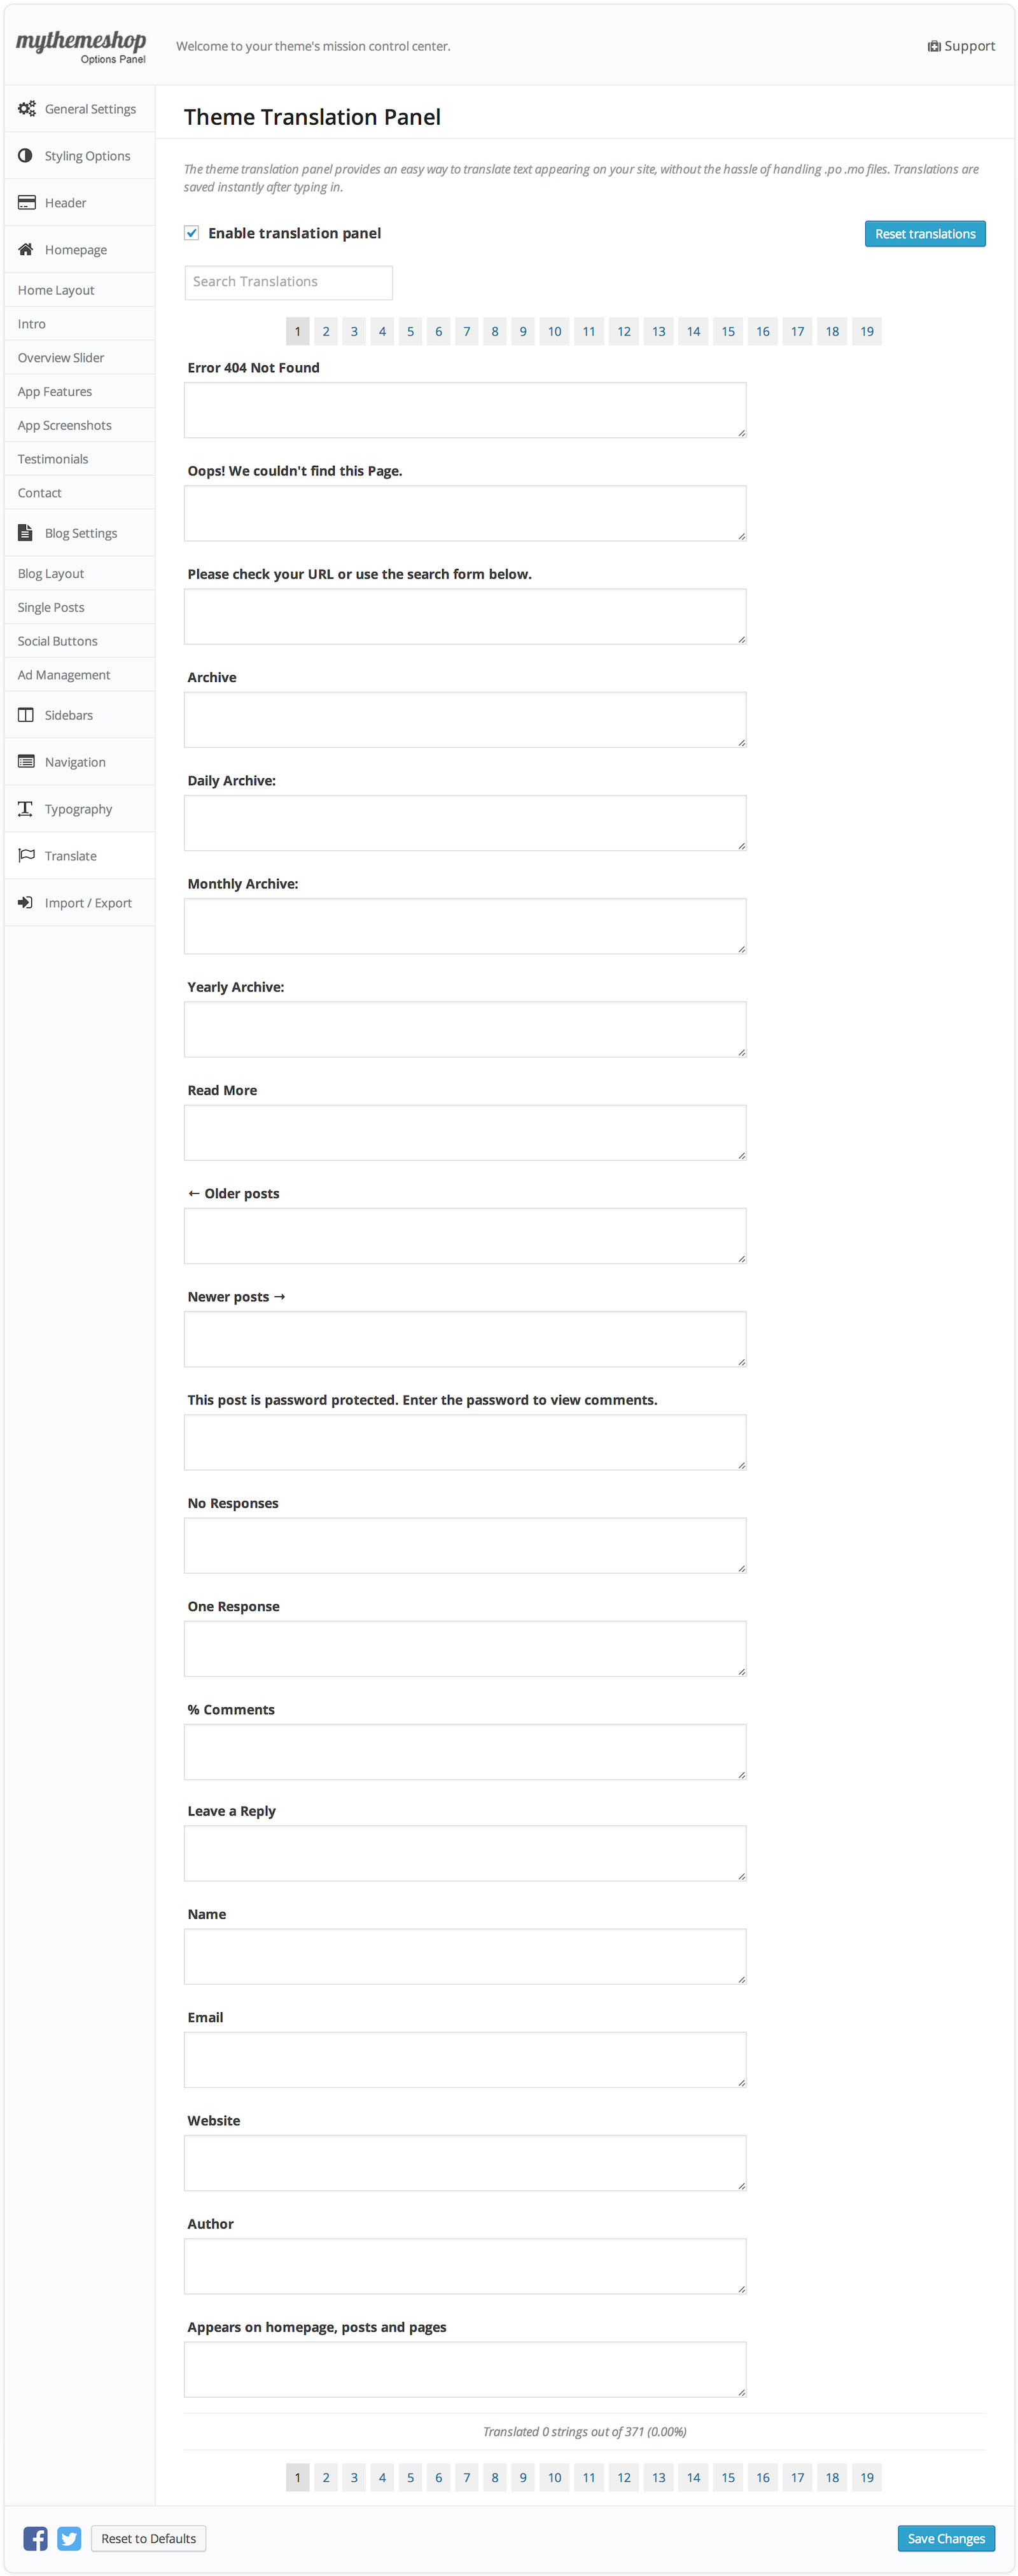 mythemeshop
Options Panel
Welcome to your theme's mission control center.
Support
General Settings
Styling Options
Header
Homepage
Home Layout
Intro
Overview Slider
App Features
App Screenshots
Testimonials
Contact
Blog Settings
Blog Layout
Single Posts
Social Buttons
Ad Management
Sidebars
Navigation
Typography
Translate
Import / Export
Theme Translation Panel
The theme translation panel provides an easy way to translate text appearing on your site, without the hassle of handling .po .mo files. Translations are
saved instantly after typing in.
Enable translation panel
Reset translations
Search Translations
1 2 3 4 5 6 7 8 9 10 11 12 13 14 15 16 17 18 19
Error 404 Not Found
Oops! We couldn't find this Page.
Please check your URL or use the search form below.
Archive
Daily Archive:
Monthly Archive:
Yearly Archive:
Read More
← Older posts
Newer posts →
This post is password protected. Enter the password to view comments.
No Responses
One Response
% Comments
Leave a Reply
Name
Email
Website
Author
Appears on homepage, posts and pages
Translated 0 strings out of 371 (0.00%)
1 2 3 4 5 6 7 8 9 10 11 12 13 14 15 16 17 18 19
Reset to Defaults
Save Changes